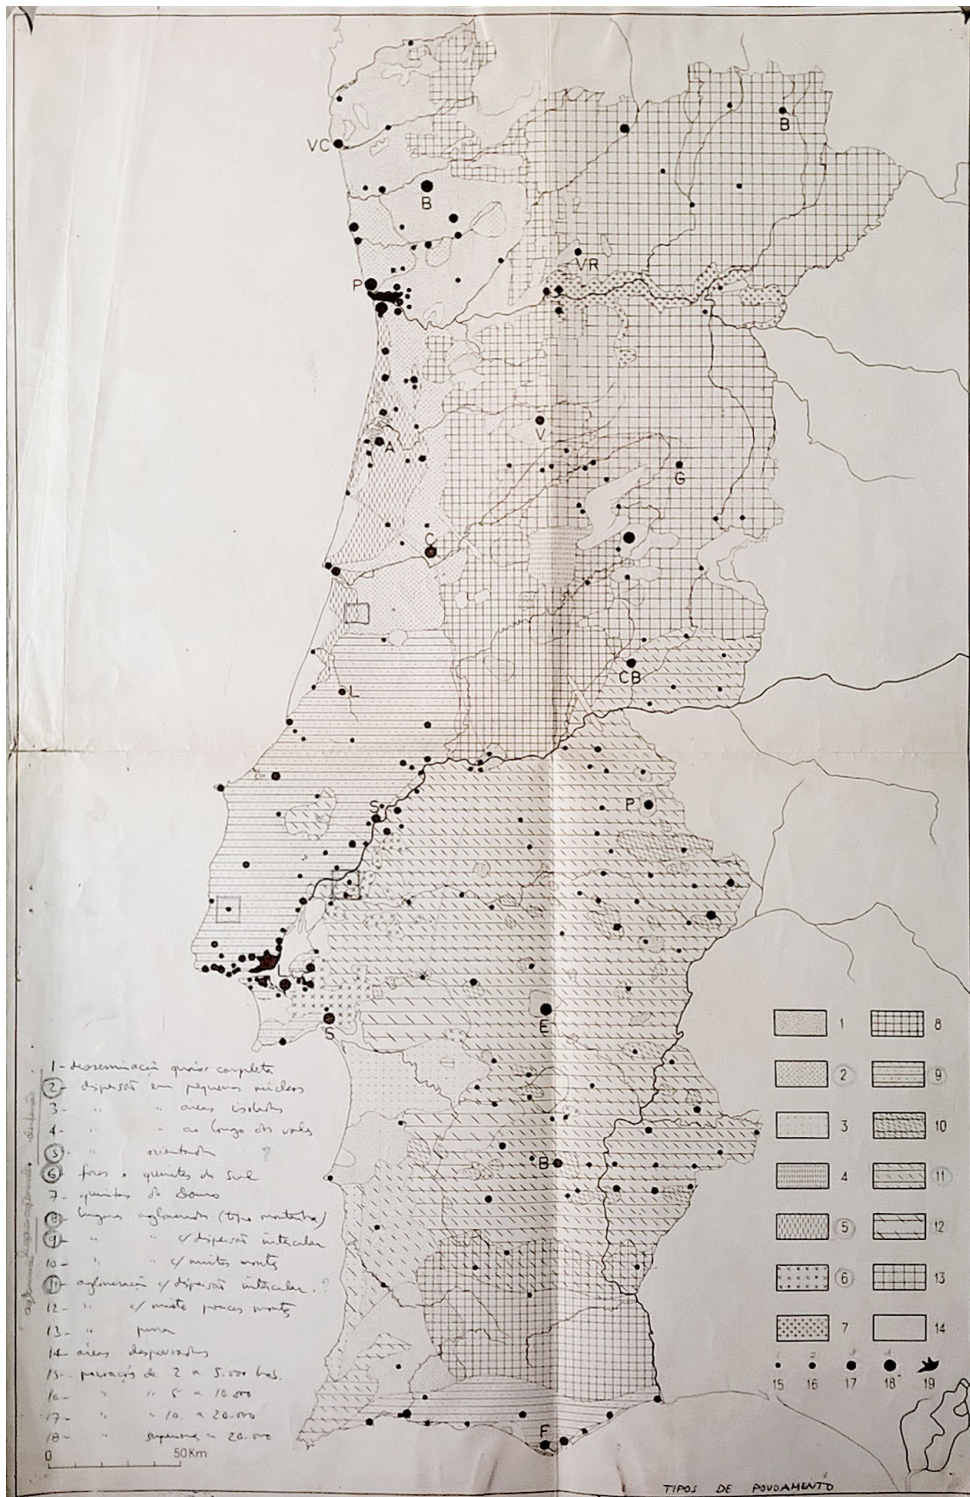 VC
B
B
P
VR
A
V
G
C
L
CB
S
P
L
S
E
B
F
1 - disseminação quase completa
2 - dispersão em pequenos núcleos
3 - " " áreas isoladas
4 - " " ao longo dos vales
5 - " orientada ?
6 - foros e quintas do sul
7 - quintas do Douro
8 - lugares aglomerados (tipo montanha)
9 - " " c/ dispersão intercalar
10 - " " c/ muitos montes
11 - aglomeração c/ dispersão intercalar ?
12 - " c/ muito poucos montes
13 - " pura
14 - áreas despovoadas
15 - povoações de 2 a 5.000 hab.
16 - " " 5 a 10.000
17 - " " 10. a 20.000
18 - " superiores a 20.000
0 50Km
1 8
2 9
3 10
4 11
5 12
6 13
7 14
15 16 17 18 19
TIPOS DE POVOAMENTO